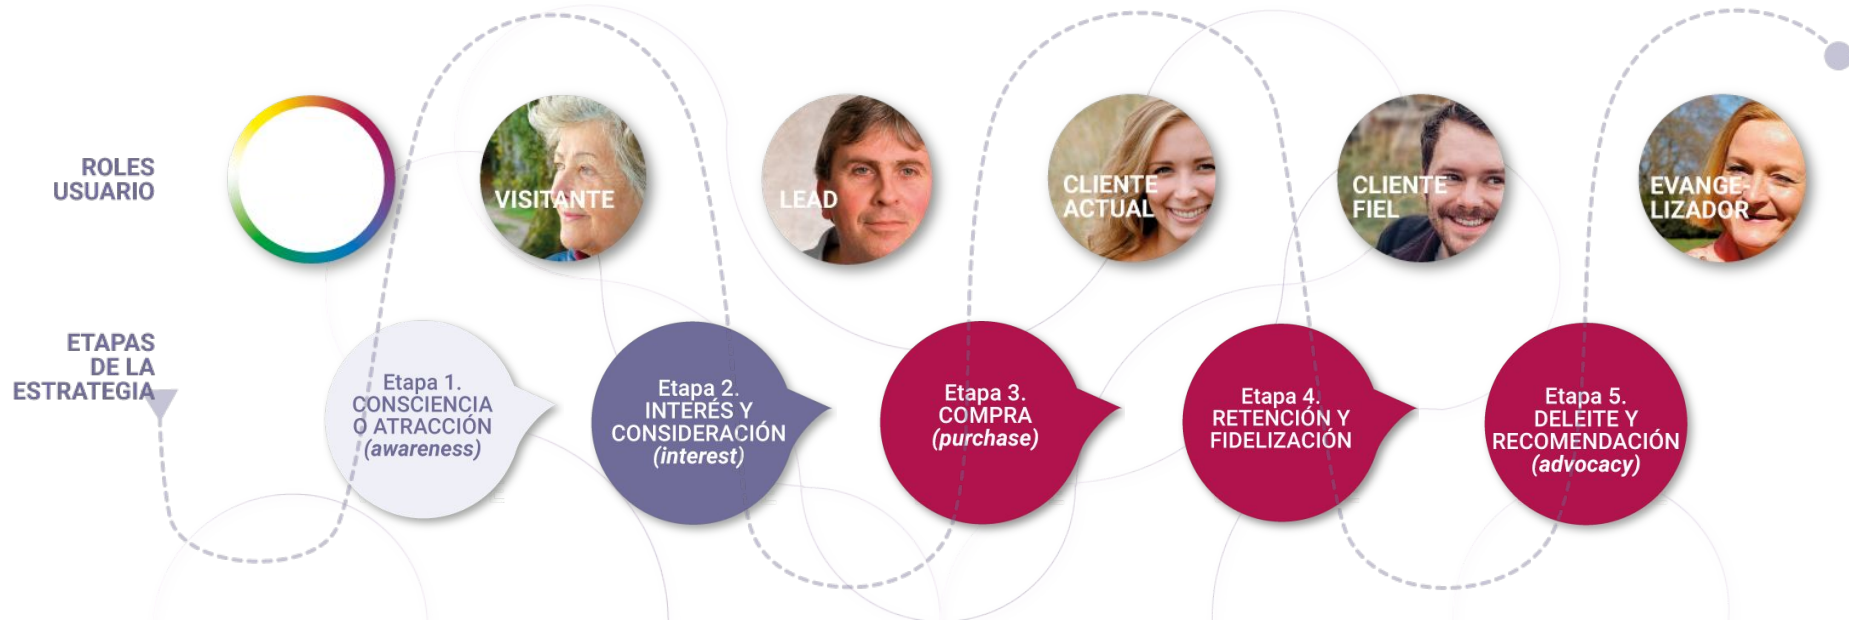 ROLES
USUARIO
VISITANTE
LEAD
CLIENTE
ACTUAL
CLIENTE
FIEL
EVANGE-
LIZADOR
ETAPAS
DE LA
ESTRATEGIA
Etapa 1.
CONSCIENCIA
O ATRACCIÓN
(awareness)
Etapa 2.
INTERÉS Y
CONSIDERACIÓN
(interest)
Etapa 3.
COMPRA
(purchase)
Etapa 4.
RETENCIÓN Y
FIDELIZACIÓN
Etapa 5.
DELEITE Y
RECOMENDACIÓN
(advocacy)